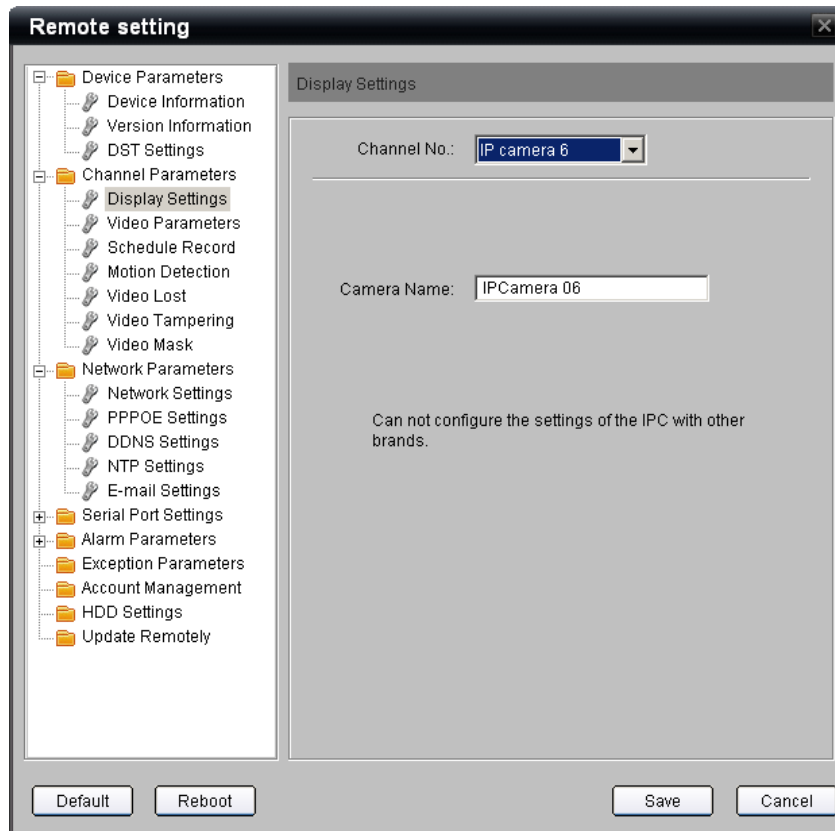 Remote setting
Device Parameters
Device Information
Version Information
DST Settings
Channel Parameters
Display Settings
Video Parameters
Schedule Record
Motion Detection
Video Lost
Video Tampering
Video Mask
Network Parameters
Network Settings
PPPOE Settings
DDNS Settings
NTP Settings
E-mail Settings
Serial Port Settings
Alarm Parameters
Exception Parameters
Account Management
HDD Settings
Update Remotely
Display Settings
Channel No.: IP camera 6
Camera Name: IPCamera 06
Can not configure the settings of the IPC with other
brands.
Default Reboot Save Cancel